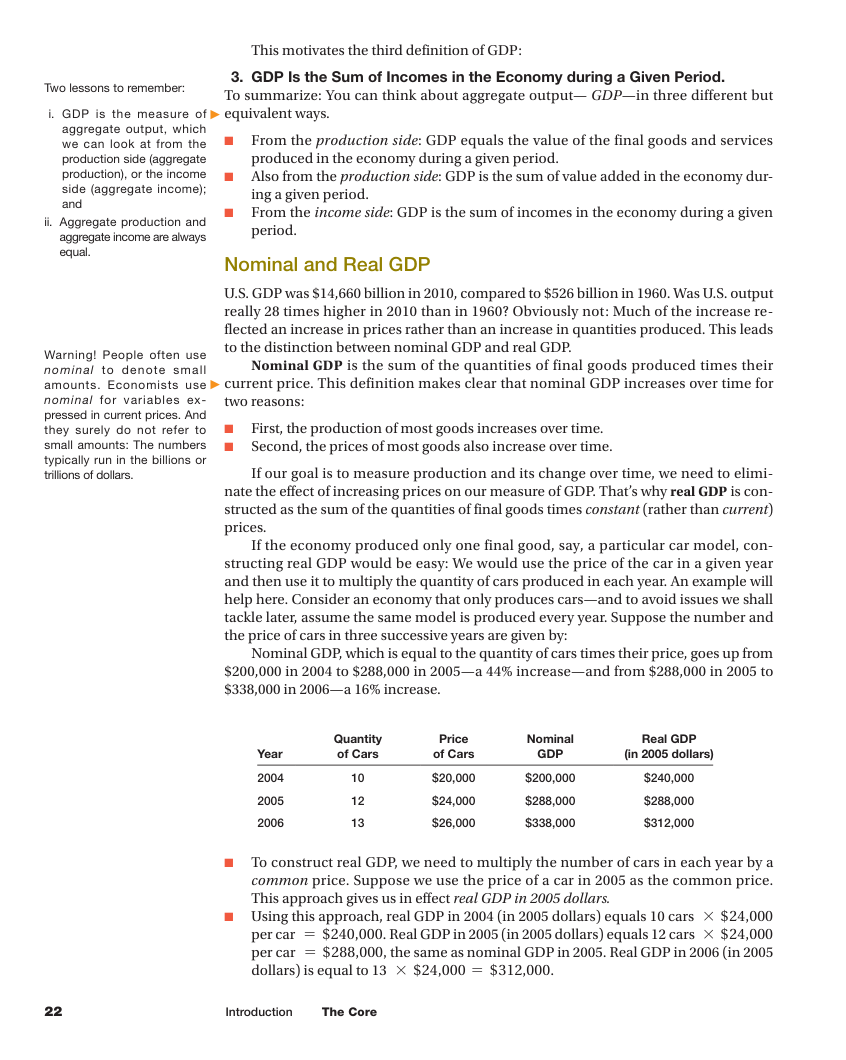 This motivates the third definition of GDP:
3. GDP Is the Sum of Incomes in the Economy during a Given Period.
To summarize: You can think about aggregate output— GDP—in three different but
equivalent ways.
Two lessons to remember:
i. GDP is the measure of
aggregate output, which
we can look at from the
production side (aggregate
production), or the income
side (aggregate income);
and
ii. Aggregate production and
aggregate income are always
equal.
■ From the production side: GDP equals the value of the final goods and services
produced in the economy during a given period.
■ Also from the production side: GDP is the sum of value added in the economy dur-
ing a given period.
■ From the income side: GDP is the sum of incomes in the economy during a given
period.
Nominal and Real GDP
U.S. GDP was $14,660 billion in 2010, compared to $526 billion in 1960. Was U.S. output
really 28 times higher in 2010 than in 1960? Obviously not: Much of the increase re-
flected an increase in prices rather than an increase in quantities produced. This leads
to the distinction between nominal GDP and real GDP.
Nominal GDP is the sum of the quantities of final goods produced times their
current price. This definition makes clear that nominal GDP increases over time for
two reasons:
Warning! People often use
nominal to denote small
amounts. Economists use
nominal for variables ex-
pressed in current prices. And
they surely do not refer to
small amounts: The numbers
typically run in the billions or
trillions of dollars.
■ First, the production of most goods increases over time.
■ Second, the prices of most goods also increase over time.
If our goal is to measure production and its change over time, we need to elimi-
nate the effect of increasing prices on our measure of GDP. That's why real GDP is con-
structed as the sum of the quantities of final goods times constant (rather than current)
prices.
If the economy produced only one final good, say, a particular car model, con-
structing real GDP would be easy: We would use the price of the car in a given year
and then use it to multiply the quantity of cars produced in each year. An example will
help here. Consider an economy that only produces cars—and to avoid issues we shall
tackle later, assume the same model is produced every year. Suppose the number and
the price of cars in three successive years are given by:
Nominal GDP, which is equal to the quantity of cars times their price, goes up from
$200,000 in 2004 to $288,000 in 2005—a 44% increase—and from $288,000 in 2005 to
$338,000 in 2006—a 16% increase.
Quantity Price Nominal Real GDP
Year of Cars of Cars GDP (in 2005 dollars)
2004 10 $20,000 $200,000 $240,000
2005 12 $24,000 $288,000 $288,000
2006 13 $26,000 $338,000 $312,000
■ To construct real GDP, we need to multiply the number of cars in each year by a
common price. Suppose we use the price of a car in 2005 as the common price.
This approach gives us in effect real GDP in 2005 dollars.
■ Using this approach, real GDP in 2004 (in 2005 dollars) equals 10 cars × $24,000
per car = $240,000. Real GDP in 2005 (in 2005 dollars) equals 12 cars × $24,000
per car = $288,000, the same as nominal GDP in 2005. Real GDP in 2006 (in 2005
dollars) is equal to 13 × $24,000 = $312,000.
22 Introduction The Core